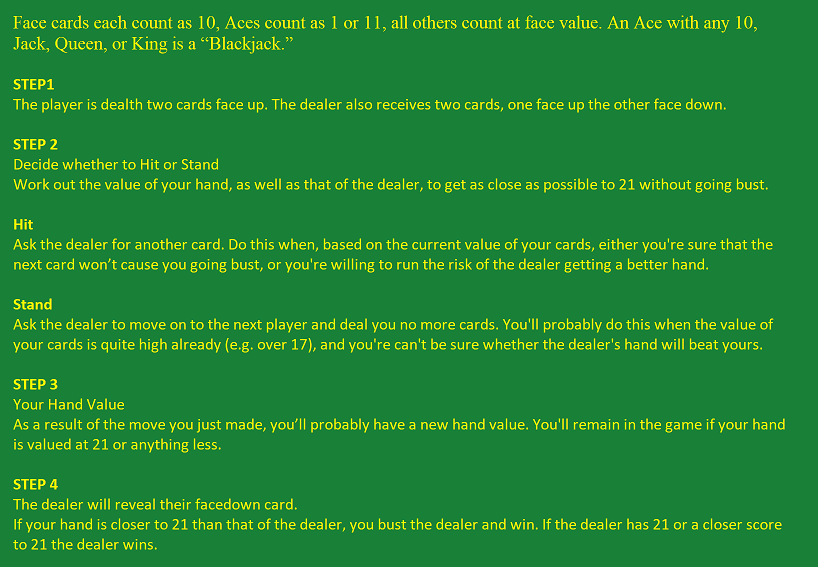 Face cards each count as 10, Aces count as 1 or 11, all others count at face value. An Ace with any 10,
Jack, Queen, or King is a “Blackjack.”
STEP1
The player is dealth two cards face up. The dealer also receives two cards, one face up the other face down.
STEP 2
Decide whether to Hit or Stand
Work out the value of your hand, as well as that of the dealer, to get as close as possible to 21 without going bust.
Hit
Ask the dealer for another card. Do this when, based on the current value of your cards, either you're sure that the
next card won’t cause you going bust, or you're willing to run the risk of the dealer getting a better hand.
Stand
Ask the dealer to move on to the next player and deal you no more cards. You'll probably do this when the value of
your cards is quite high already (e.g. over 17), and you're can't be sure whether the dealer's hand will beat yours.
STEP 3
Your Hand Value
As a result of the move you just made, you’ll probably have a new hand value. You'll remain in the game if your hand
is valued at 21 or anything less.
STEP 4
The dealer will reveal their facedown card.
If your hand is closer to 21 than that of the dealer, you bust the dealer and win. If the dealer has 21 or a closer score
to 21 the dealer wins.